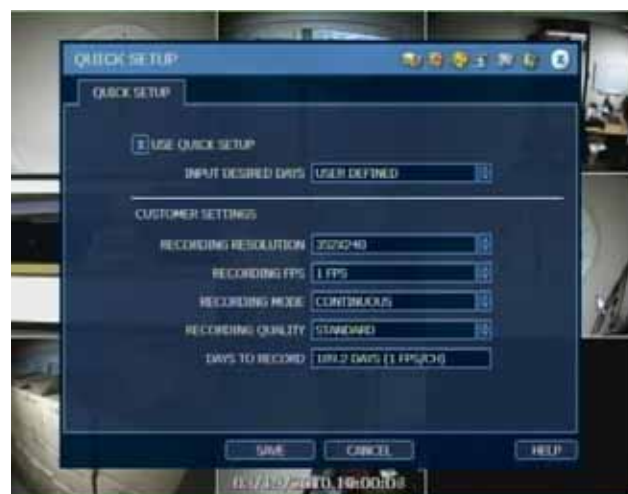 QUICK SETUP
QUICK SETUP
X USE QUICK SETUP
INPUT DESIRED DAYS USER DEFINED
CUSTOMER SETTINGS
RECORDING RESOLUTION 352X240
RECORDING FPS 1 FPS
RECORDING MODE CONTINUOUS
RECORDING QUALITY STANDARD
DAYS TO RECORD DAYS (1 FPS/CH)
SAVE CANCEL HELP